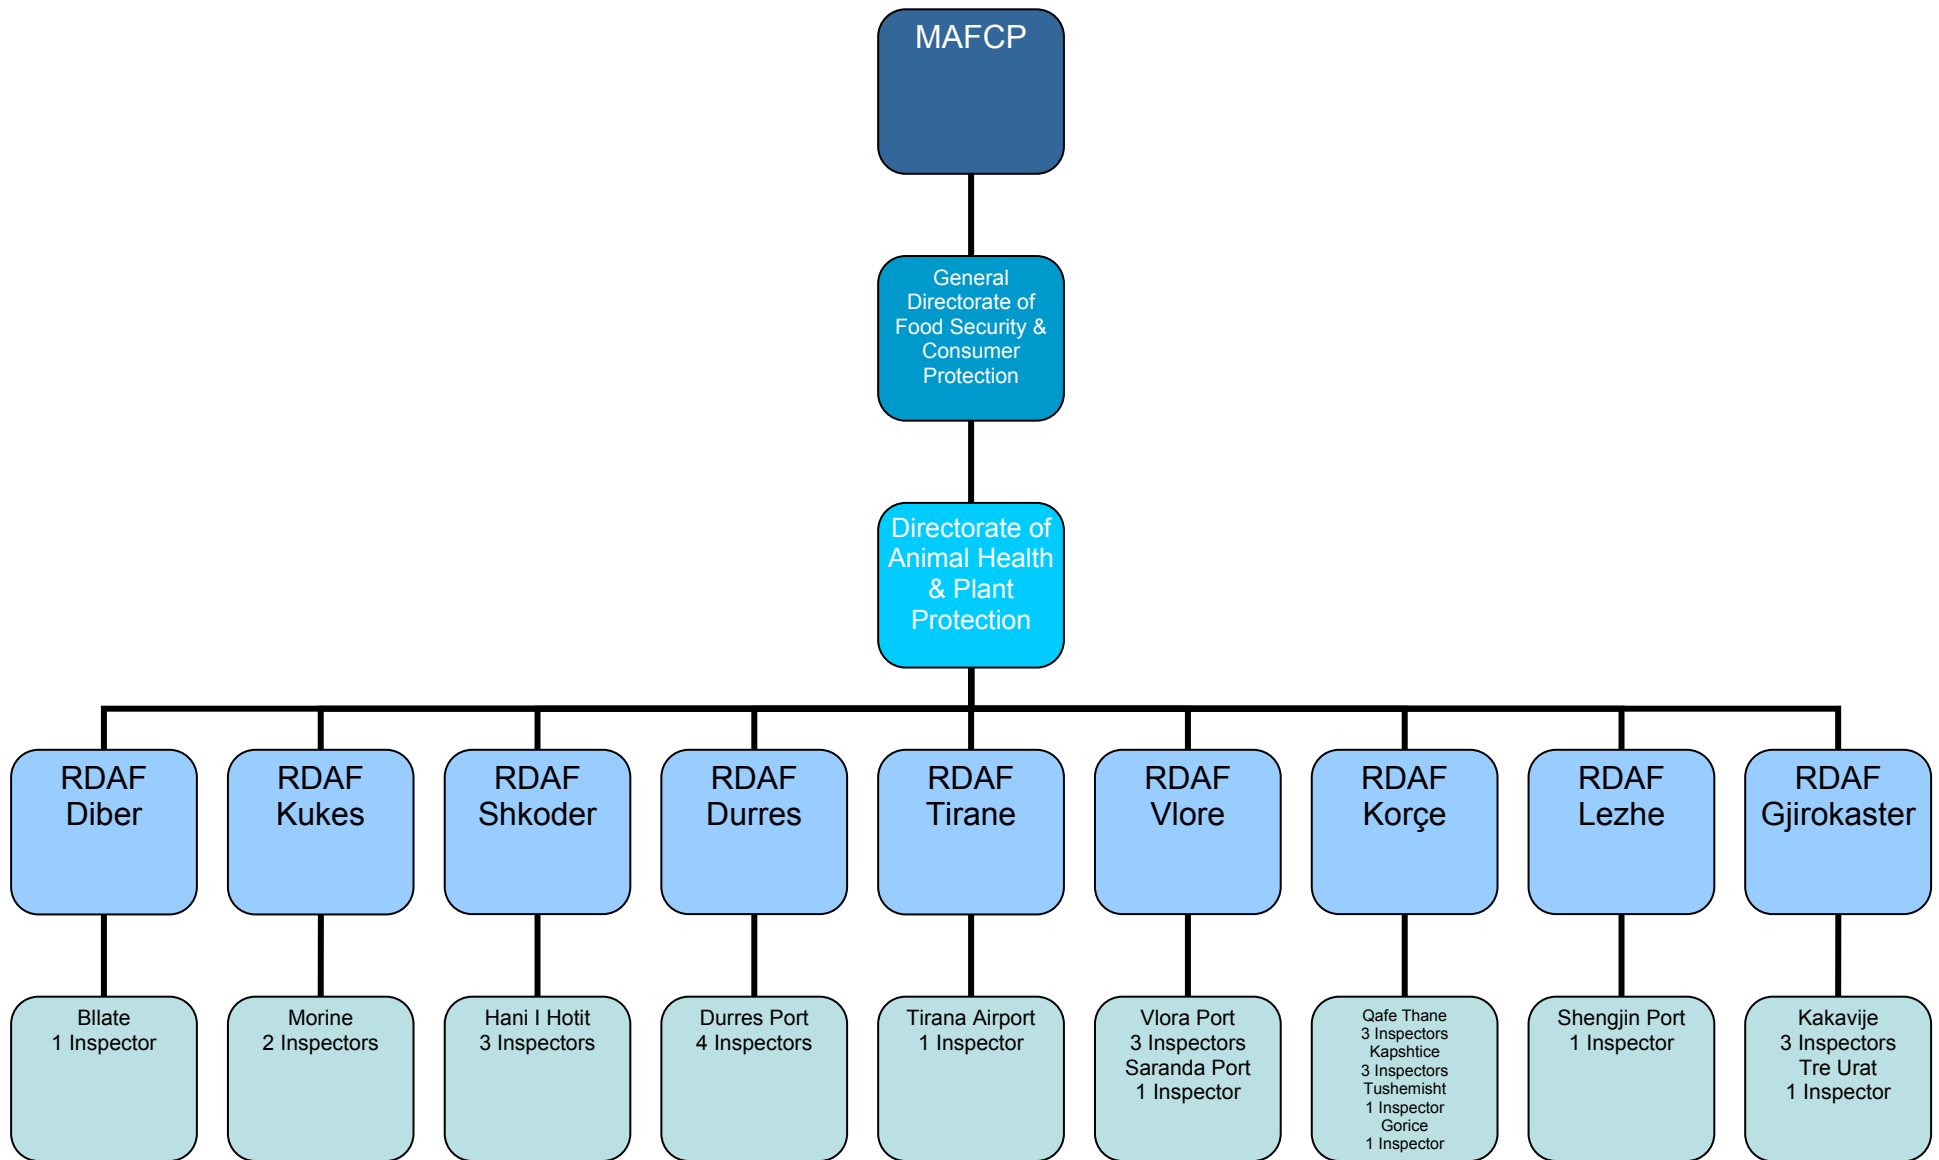 MAFCP
General
Directorate of
Food Security &
Consumer
Protection
Directorate of
Animal Health
& Plant
Protection
RDAF
Diber
RDAF
Kukes
RDAF
Shkoder
RDAF
Durres
RDAF
Tirane
RDAF
Vlore
RDAF
Korçe
RDAF
Lezhe
RDAF
Gjirokaster
Bllate
1 Inspector
Morine
2 Inspectors
Hani I Hotit
3 Inspectors
Durres Port
4 Inspectors
Tirana Airport
1 Inspector
Vlora Port
3 Inspectors
Saranda Port
1 Inspector
Qafe Thane
3 Inspectors
Kapshtice
3 Inspectors
Tushemisht
1 Inspector
Gorice
1 Inspector
Shengjin Port
1 Inspector
Kakavije
3 Inspectors
Tre Urat
1 Inspector